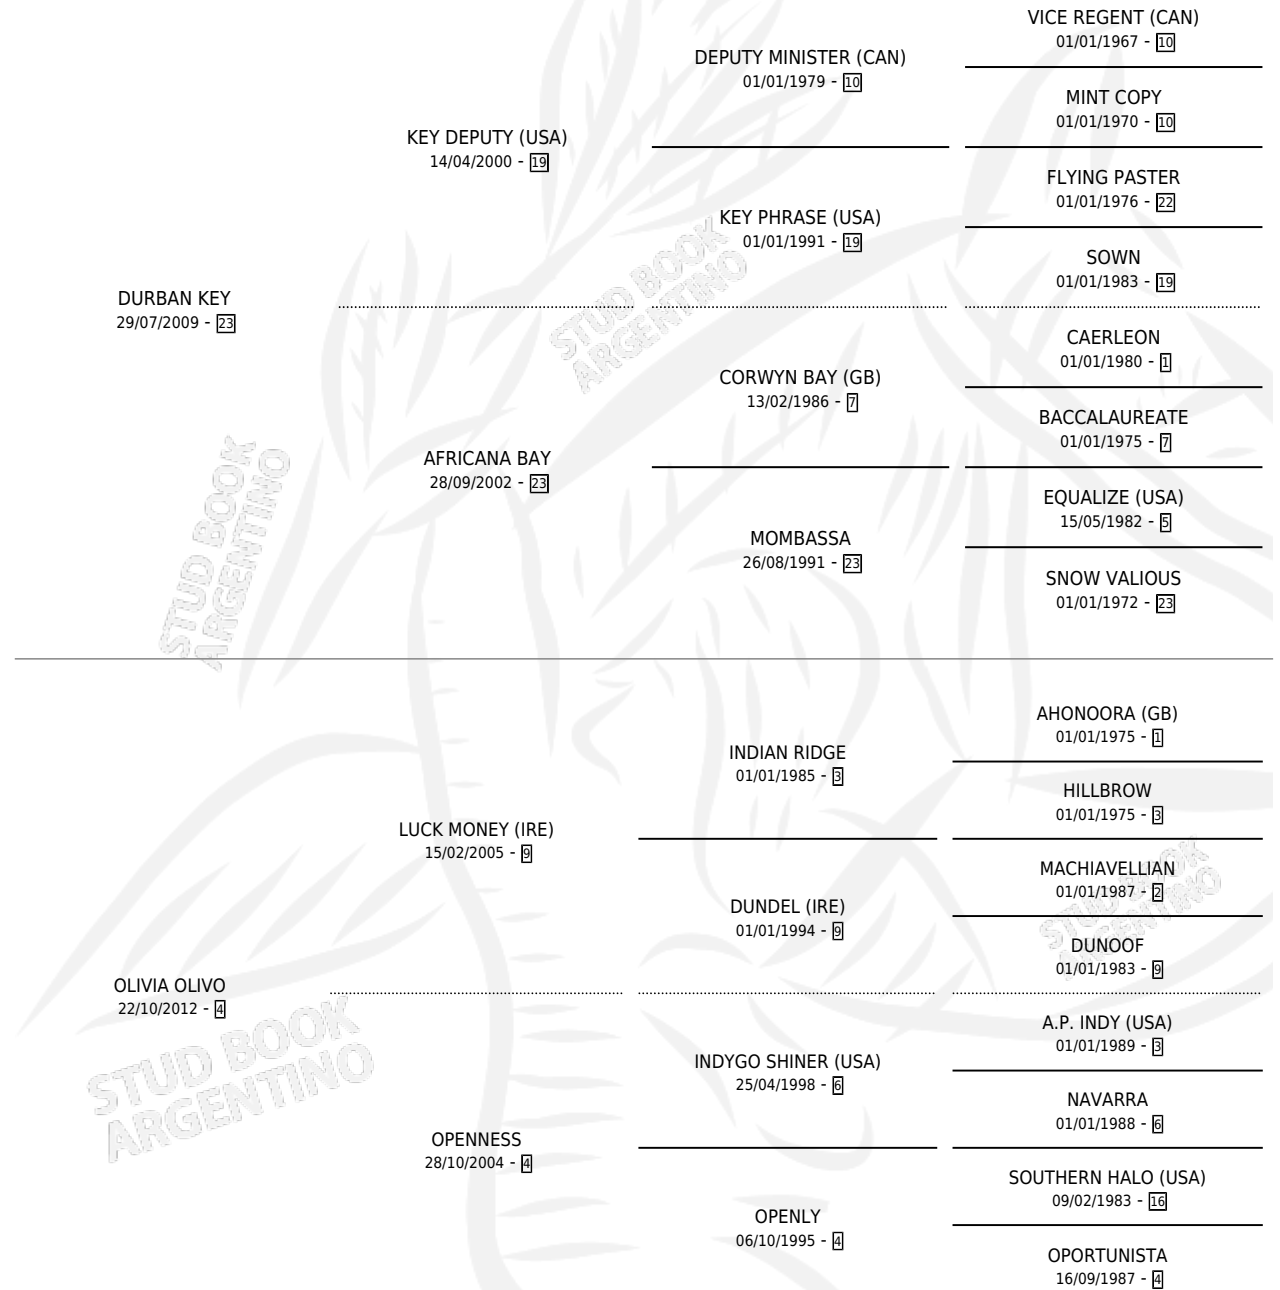 VICE REGENT (CAN)
01/01/1967 - 10
DEPUTY MINISTER (CAN)
01/01/1979 - 10
MINT COPY
01/01/1970 - 10
KEY DEPUTY (USA)
14/04/2000 - 19
FLYING PASTER
01/01/1976 - 22
KEY PHRASE (USA)
01/01/1991 - 19
SOWN
01/01/1983 - 19
DURBAN KEY
29/07/2009 - 23
CAERLEON
01/01/1980 - 1
CORWYN BAY (GB)
13/02/1986 - 7
BACCALAUREATE
01/01/1975 - 7
AFRICANA BAY
28/09/2002 - 23
EQUALIZE (USA)
15/05/1982 - 5
MOMBASSA
26/08/1991 - 23
SNOW VALIOUS
01/01/1972 - 23
AHONOORA (GB)
01/01/1975 - 1
INDIAN RIDGE
01/01/1985 - 3
HILLBROW
01/01/1975 - 3
LUCK MONEY (IRE)
15/02/2005 - 9
MACHIAVELLIAN
01/01/1987 - 2
DUNDEL (IRE)
01/01/1994 - 9
DUNOOF
01/01/1983 - 9
OLIVIA OLIVO
22/10/2012 - 4
A.P. INDY (USA)
01/01/1989 - 3
INDYGO SHINER (USA)
25/04/1998 - 6
NAVARRA
01/01/1988 - 6
OPENNESS
28/10/2004 - 4
SOUTHERN HALO (USA)
09/02/1983 - 16
OPENLY
06/10/1995 - 4
OPORTUNISTA
16/09/1987 - 4
STUD BOOK
ARGENTINO
STUD BOOK
ARGENTINO
STUD BOOK
ARGENTINO
STUD BOOK
ARGENTINO